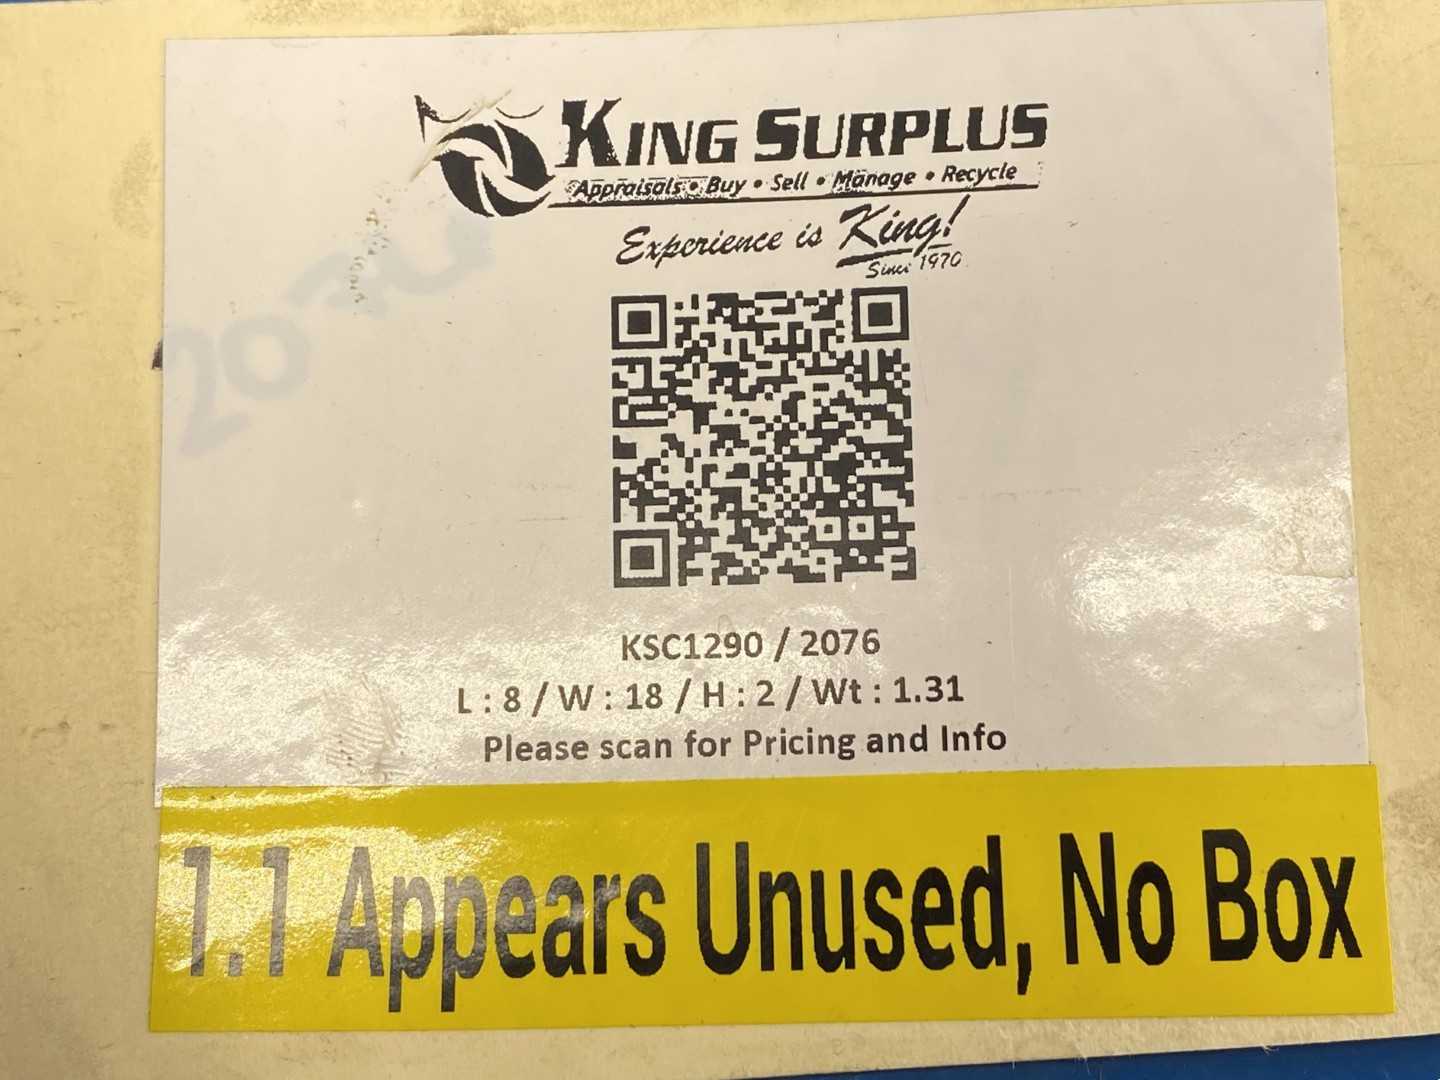 KING SURPLUS
Appraisals • Buy • Sell • Manage • Recycle
Experience is King!
Since 1970
KSC1290 / 2076
L : 8 / W : 18 / H : 2 / Wt : 1.31
Please scan for Pricing and Info
1.1 Appears Unused, No Box